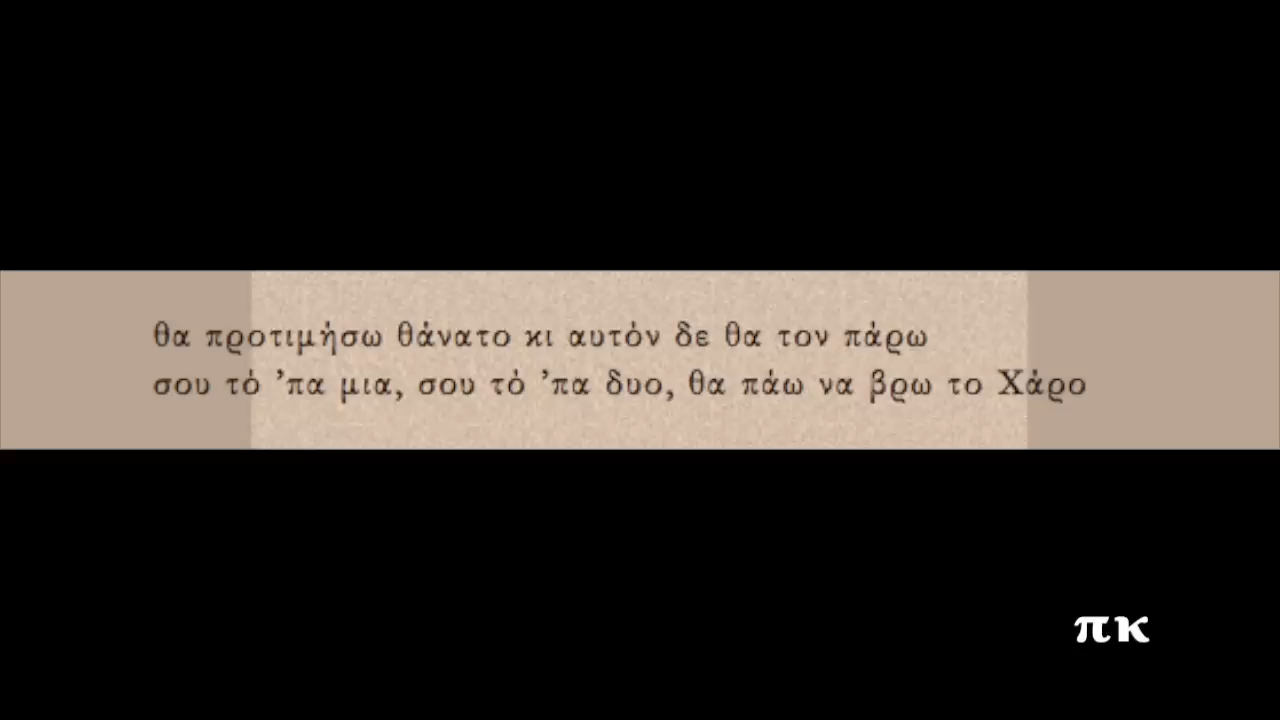 θα προτιμήσω θάνατο κι αυτόν δε θα τον πάρω
σου τό ’πα μια, σου τό ’πα δυο, θα πάω να βρω το Χάρο
πκ